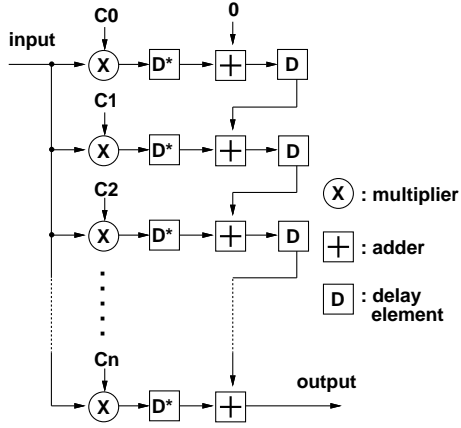 C0
0
input
X
D*
+
D
C1
X
D*
+
D
C2
X
D*
+
D
X : multiplier
+ : adder
D : delay
element
Cn
output
X
D*
+